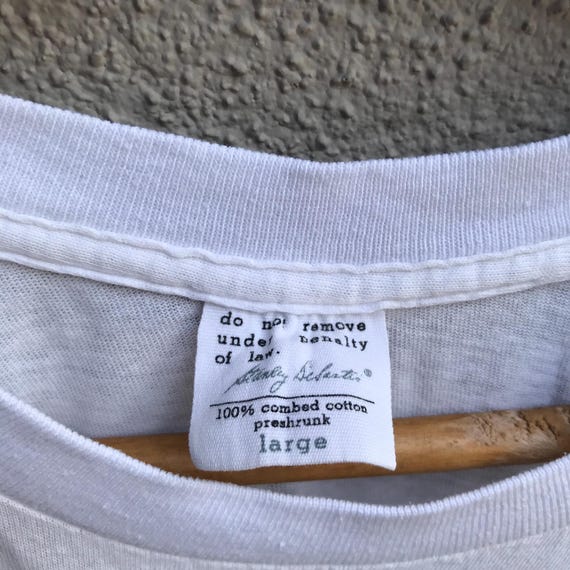 do not remove
under penalty
of law.
Stanley DeSantis®
100% combed cotton
preshrunk
large